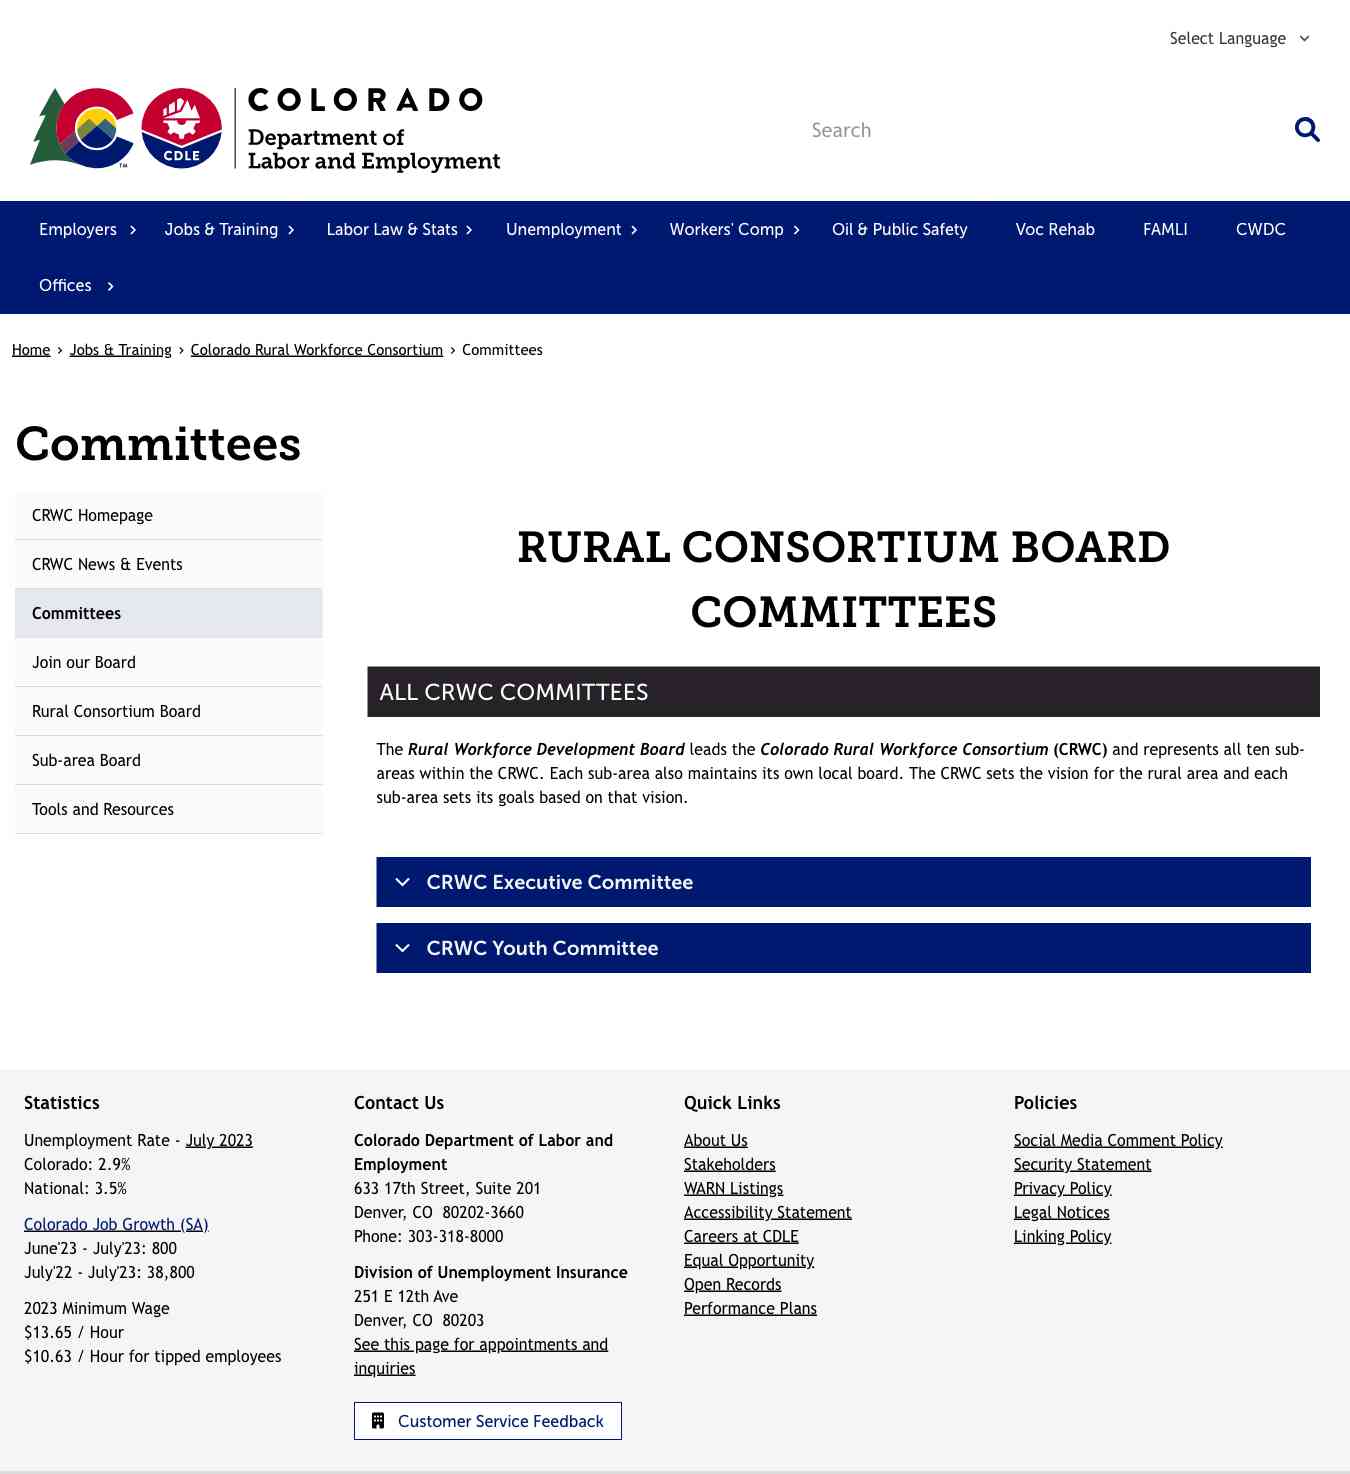 Select Language
COLORADO
Department of
Labor and Employment
CDLE
TM
Search
Employers Jobs & Training Labor Law & Stats Unemployment Workers' Comp Oil & Public Safety Voc Rehab FAMLI CWDC
Offices
Home › Jobs & Training › Colorado Rural Workforce Consortium › Committees
Committees
CRWC Homepage
CRWC News & Events
Committees
Join our Board
Rural Consortium Board
Sub-area Board
Tools and Resources
RURAL CONSORTIUM BOARD
COMMITTEES
ALL CRWC COMMITTEES
The Rural Workforce Development Board leads the Colorado Rural Workforce Consortium (CRWC) and represents all ten sub-
areas within the CRWC. Each sub-area also maintains its own local board. The CRWC sets the vision for the rural area and each
sub-area sets its goals based on that vision.
CRWC Executive Committee
CRWC Youth Committee
Statistics
Unemployment Rate - July 2023
Colorado: 2.9%
National: 3.5%
Colorado Job Growth (SA)
June'23 - July'23: 800
July'22 - July'23: 38,800
2023 Minimum Wage
$13.65 / Hour
$10.63 / Hour for tipped employees
Contact Us
Colorado Department of Labor and
Employment
633 17th Street, Suite 201
Denver, CO  80202-3660
Phone: 303-318-8000
Division of Unemployment Insurance
251 E 12th Ave
Denver, CO  80203
See this page for appointments and
inquiries
Customer Service Feedback
Quick Links
About Us
Stakeholders
WARN Listings
Accessibility Statement
Careers at CDLE
Equal Opportunity
Open Records
Performance Plans
Policies
Social Media Comment Policy
Security Statement
Privacy Policy
Legal Notices
Linking Policy